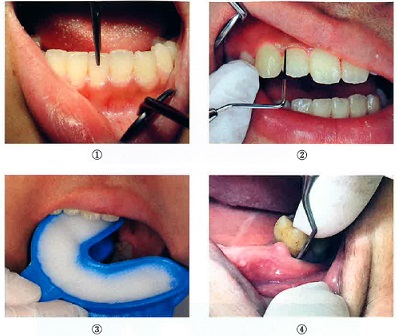 ①
②
③
④